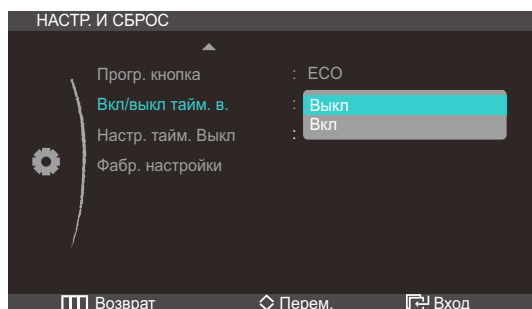 НАСТР. И СБРОС
Прогр. кнопка : ECO
Вкл/выкл тайм. в. : Выкл
Вкл
Настр. тайм. Выкл :
Фабр. настройки
Возврат Перем. Вход